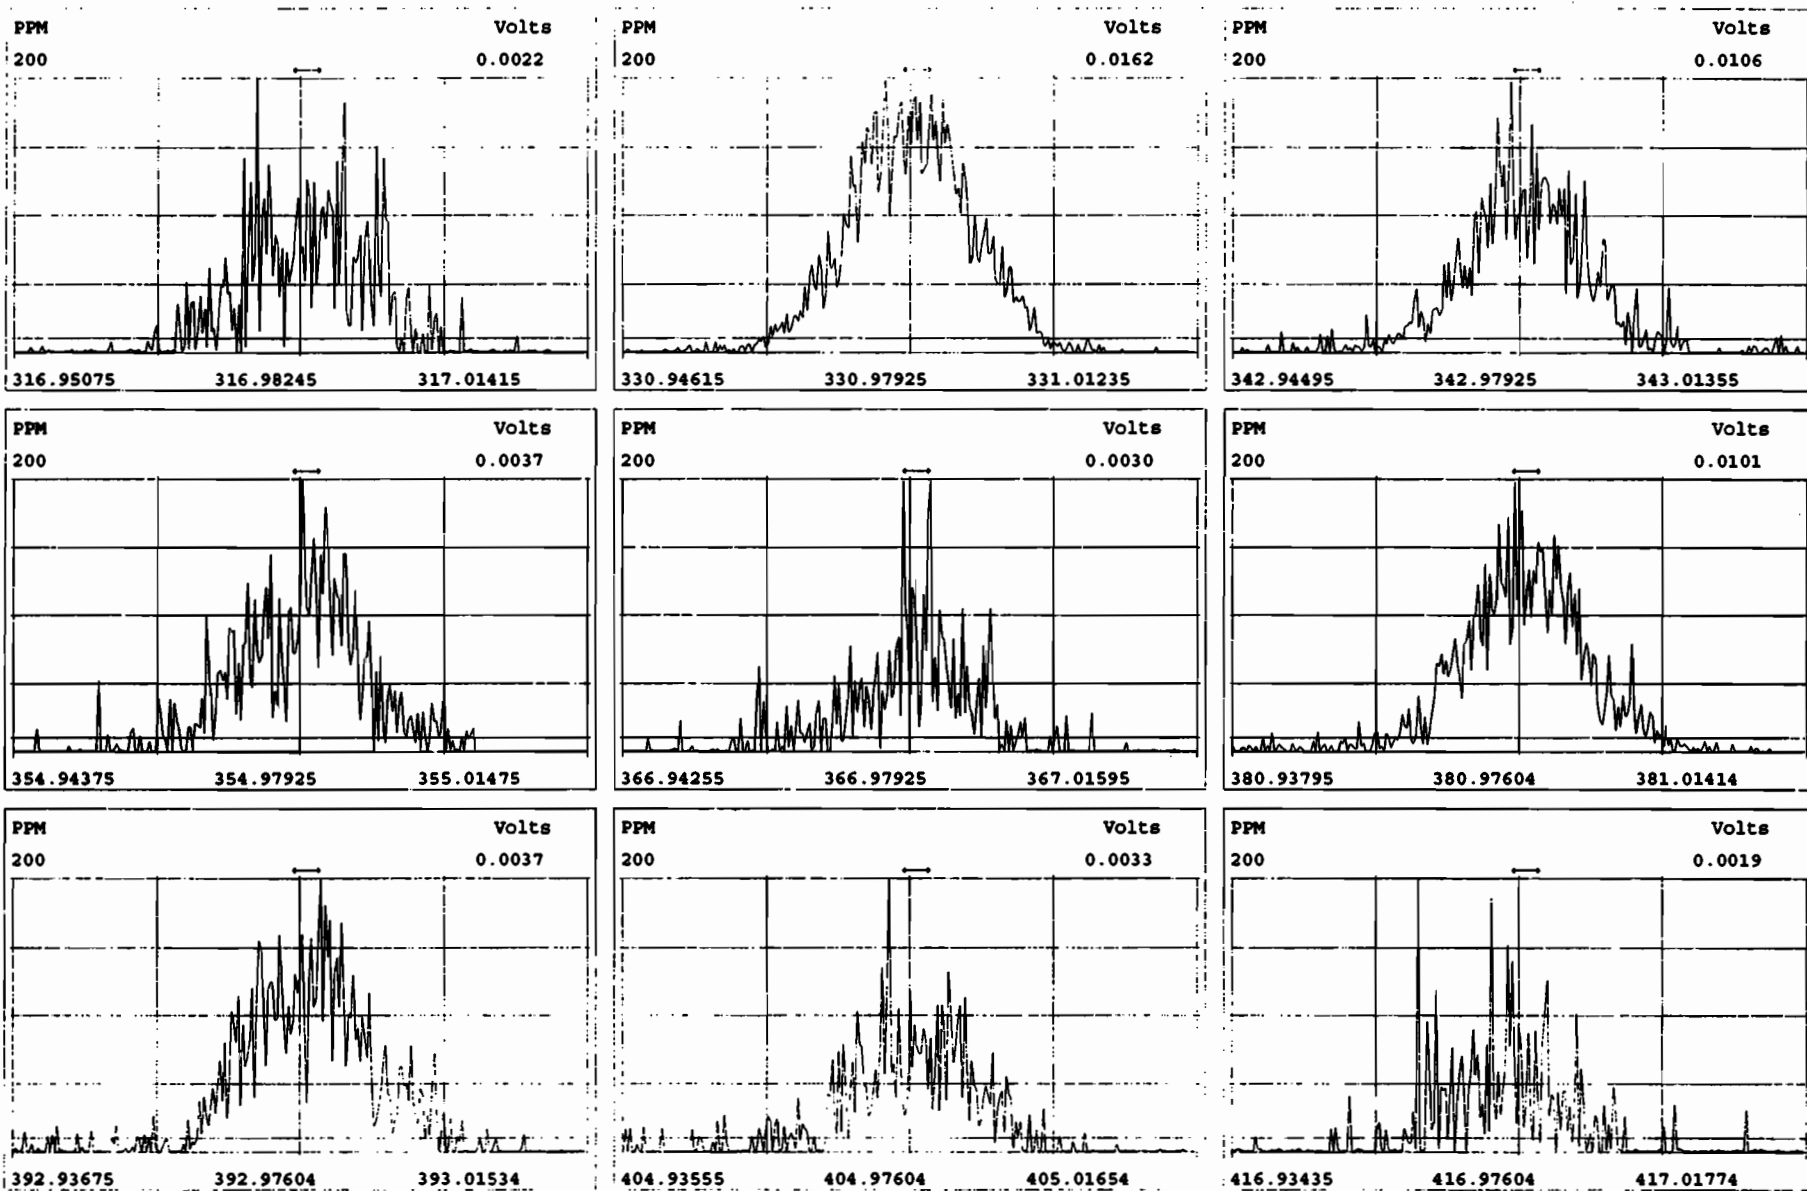 PPM Volts
200 0.0022
316.95075 316.98245 317.01415
PPM Volts
200 0.0162
330.94615 330.97925 331.01235
PPM Volts
200 0.0106
342.94495 342.97925 343.01355
PPM Volts
200 0.0037
354.94375 354.97925 355.01475
PPM Volts
200 0.0030
366.94255 366.97925 367.01595
PPM Volts
200 0.0101
380.93795 380.97604 381.01414
PPM Volts
200 0.0037
392.93675 392.97604 393.01534
PPM Volts
200 0.0033
404.93555 404.97604 405.01654
PPM Volts
200 0.0019
416.93435 416.97604 417.01774